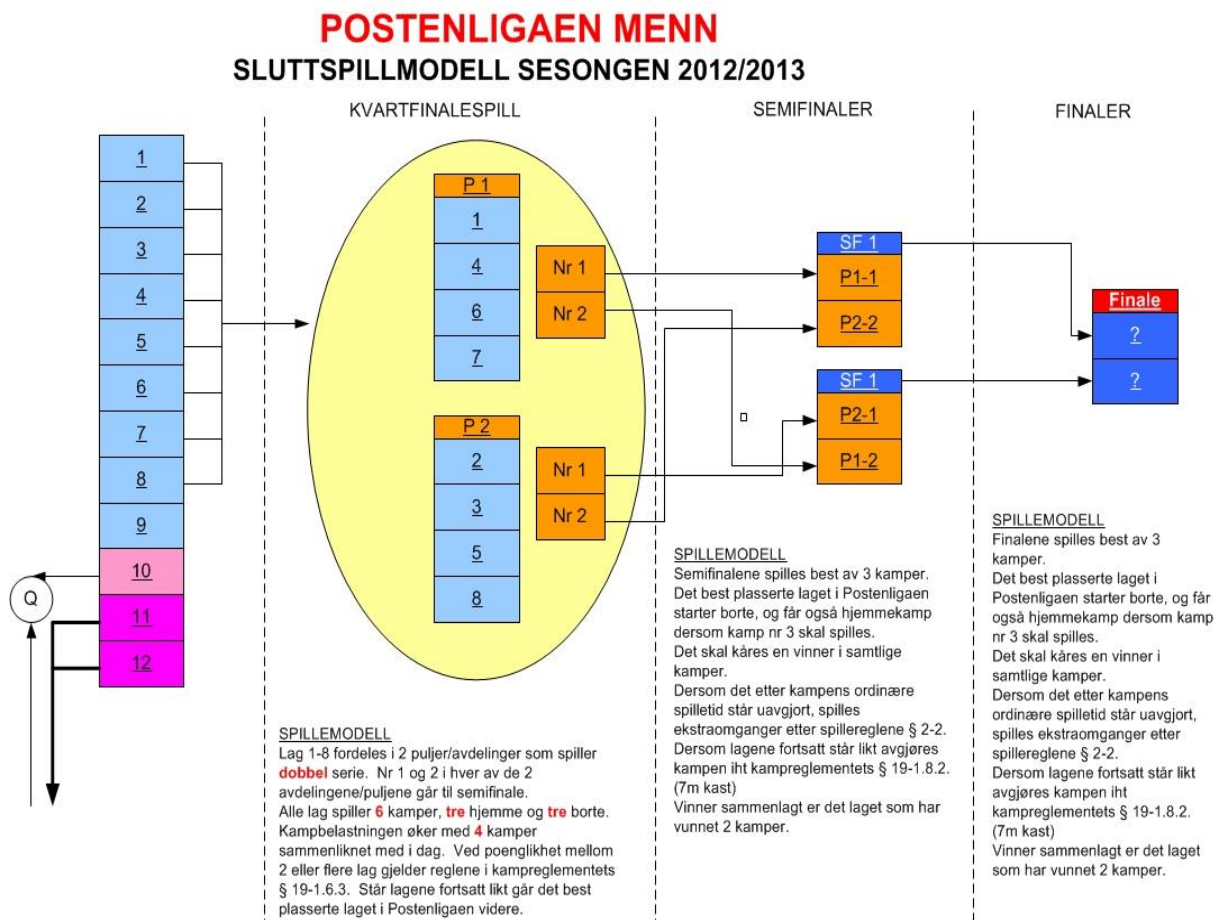 POSTENLIGAEN MENN
SLUTTSPILLMODELL SESONGEN 2012/2013
KVARTFINALESPILL
SEMIFINALER
FINALER
1
2
3
4
5
6
7
8
9
10
11
12
Q
P 1
1
4
6
7
Nr 1
Nr 2
P 2
2
3
5
8
Nr 1
Nr 2
SF 1
P1-1
P2-2
SF 1
P2-1
P1-2
Finale
?
?
SPILLEMODELL
Lag 1-8 fordeles i 2 puljer/avdelinger som spiller
dobbel serie. Nr 1 og 2 i hver av de 2
avdelingene/puljene går til semifinale.
Alle lag spiller 6 kamper, tre hjemme og tre borte.
Kampbelastningen øker med 4 kamper
sammenliknet med i dag. Ved poenglikhet mellom
2 eller flere lag gjelder reglene i kampreglementets
§ 19-1.6.3. Står lagene fortsatt likt går det best
plasserte laget i Postenligaen videre.
SPILLEMODELL
Semifinalene spilles best av 3 kamper.
Det best plasserte laget i Postenligaen
starter borte, og får også hjemmekamp
dersom kamp nr 3 skal spilles.
Det skal kåres en vinner i samtlige
kamper.
Dersom det etter kampens ordinære
spilletid står uavgjort, spilles
ekstraomganger etter spillereglene § 2-2.
Dersom lagene fortsatt står likt avgjøres
kampen iht kampreglementets § 19-1.8.2.
(7m kast)
Vinner sammenlagt er det laget som har
vunnet 2 kamper.
SPILLEMODELL
Finalene spilles best av 3
kamper.
Det best plasserte laget i
Postenligaen starter borte, og får
også hjemmekamp dersom kamp
nr 3 skal spilles.
Det skal kåres en vinner i
samtlige kamper.
Dersom det etter kampens
ordinære spilletid står uavgjort,
spilles ekstraomganger etter
spillereglene § 2-2.
Dersom lagene fortsatt står likt
avgjøres kampen iht
kampreglementets § 19-1.8.2.
(7m kast)
Vinner sammenlagt er det laget
som har vunnet 2 kamper.